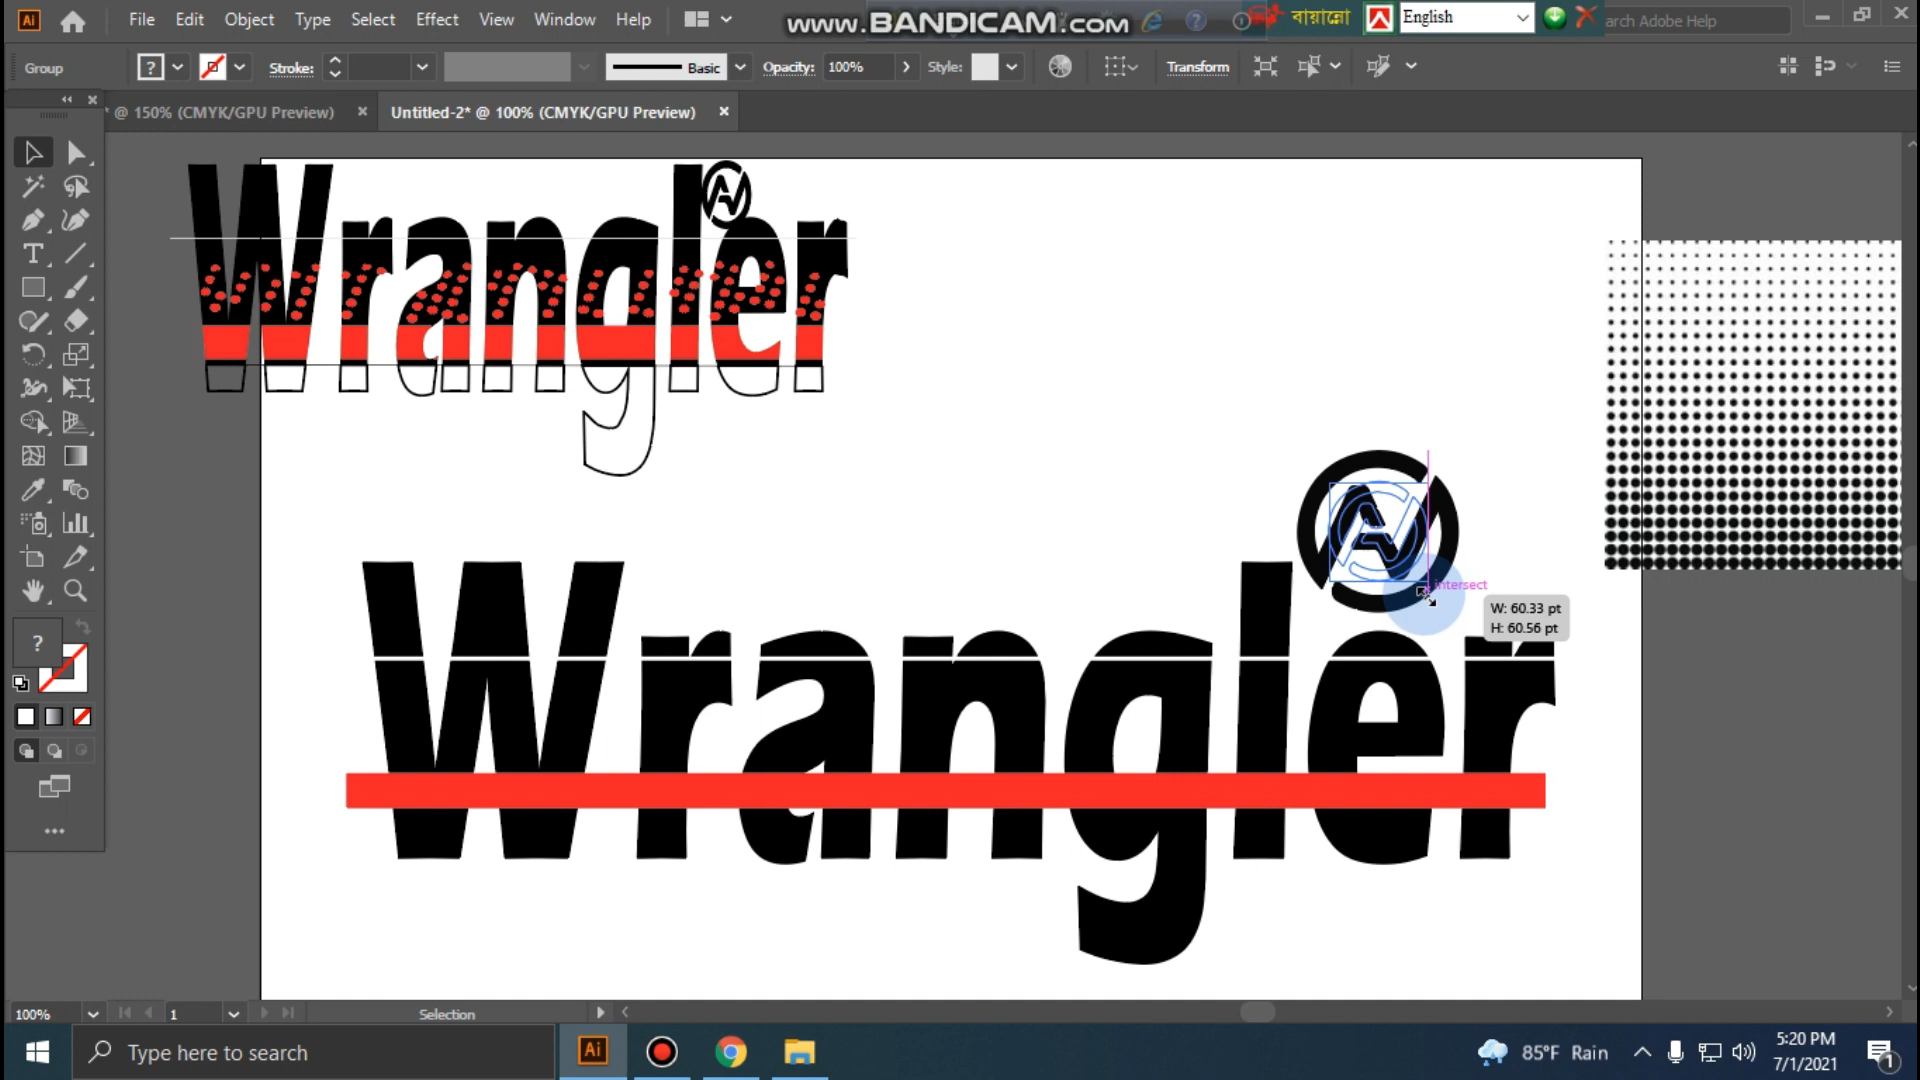 Ai File Edit Object Type Select Effect View Window Help www.BANDICAM.com বায়ান্নো English arch Adobe Help
Group ? Stroke: Basic Opacity: 100% Style: Transform
* @ 150% (CMYK/GPU Preview) × Untitled-2* @ 100% (CMYK/GPU Preview) ×
Wrangler
intersect
W: 60.33 pt
H: 60.56 pt
?
Wrangler
100% 1 Selection
Type here to search Ai 85°F Rain 5:20 PM
7/1/2021
1